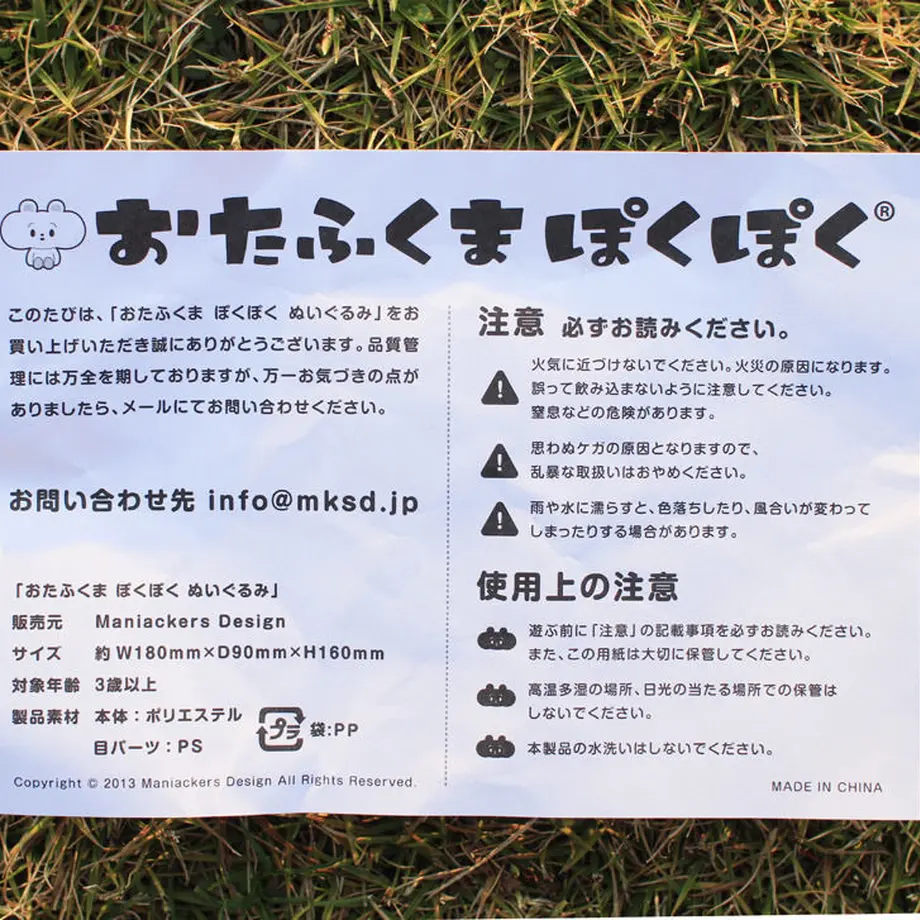 おたふくま ぽくぽく®
このたびは、「おたふくま ぽくぽく ぬいぐるみ」をお
買い上げいただき誠にありがとうございます。品質管
理には万全を期しておりますが、万一お気づきの点が
ありましたら、メールにてお問い合わせください。
お問い合わせ先 info@mksd.jp
「おたふくま ぽくぽく ぬいぐるみ」
販売元 Maniackers Design
サイズ 約W180mm×D90mm×H160mm
対象年齢 3歳以上
製品素材 本体：ポリエステル
目パーツ：PS
プラ 袋:PP
Copyright © 2013 Maniackers Design All Rights Reserved.
注意 必ずお読みください。
火気に近づけないでください。火災の原因になります。
誤って飲み込まないように注意してください。
窒息などの危険があります。
思わぬケガの原因となりますので、
乱暴な取扱いはおやめください。
雨や水に濡らすと、色落ちしたり、風合いが変わって
しまったりする場合があります。
使用上の注意
遊ぶ前に「注意」の記載事項を必ずお読みください。
また、この用紙は大切に保管してください。
高温多湿の場所、日光の当たる場所での保管は
しないでください。
本製品の水洗いはしないでください。
MADE IN CHINA